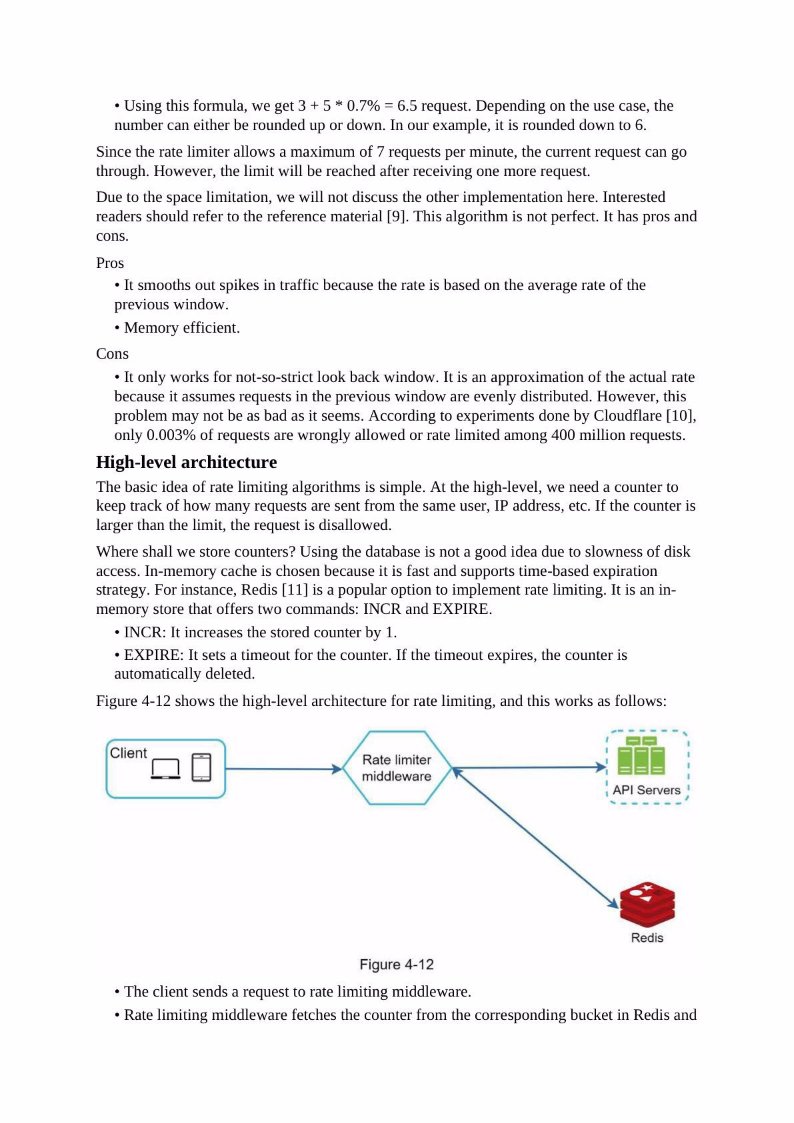 • Using this formula, we get 3 + 5 * 0.7% = 6.5 request. Depending on the use case, the
number can either be rounded up or down. In our example, it is rounded down to 6.
Since the rate limiter allows a maximum of 7 requests per minute, the current request can go
through. However, the limit will be reached after receiving one more request.
Due to the space limitation, we will not discuss the other implementation here. Interested
readers should refer to the reference material [9]. This algorithm is not perfect. It has pros and
cons.
Pros
• It smooths out spikes in traffic because the rate is based on the average rate of the
previous window.
• Memory efficient.
Cons
• It only works for not-so-strict look back window. It is an approximation of the actual rate
because it assumes requests in the previous window are evenly distributed. However, this
problem may not be as bad as it seems. According to experiments done by Cloudflare [10],
only 0.003% of requests are wrongly allowed or rate limited among 400 million requests.
High-level architecture
The basic idea of rate limiting algorithms is simple. At the high-level, we need a counter to
keep track of how many requests are sent from the same user, IP address, etc. If the counter is
larger than the limit, the request is disallowed.
Where shall we store counters? Using the database is not a good idea due to slowness of disk
access. In-memory cache is chosen because it is fast and supports time-based expiration
strategy. For instance, Redis [11] is a popular option to implement rate limiting. It is an in-
memory store that offers two commands: INCR and EXPIRE.
• INCR: It increases the stored counter by 1.
• EXPIRE: It sets a timeout for the counter. If the timeout expires, the counter is
automatically deleted.
Figure 4-12 shows the high-level architecture for rate limiting, and this works as follows:
Client
Rate limiter
middleware
API Servers
Redis
Figure 4-12
• The client sends a request to rate limiting middleware.
• Rate limiting middleware fetches the counter from the corresponding bucket in Redis and